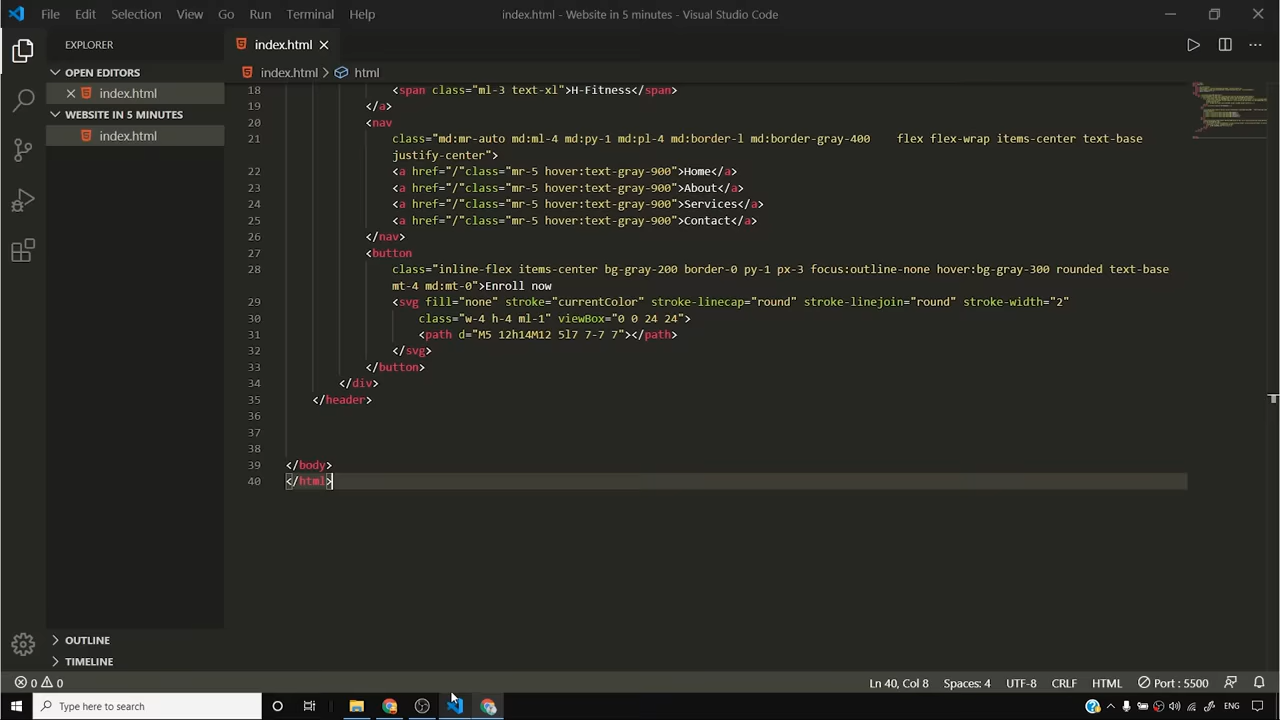 File Edit Selection View Go Run Terminal Help index.html - Website in 5 minutes - Visual Studio Code
EXPLORER
index.html
OPEN EDITORS
index.html
WEBSITE IN 5 MINUTES
index.html
index.html > html
18 <span class="ml-3 text-xl">H-Fitness</span>
19 </a>
20 <nav
21 class="md:mr-auto md:ml-4 md:py-1 md:pl-4 md:border-l md:border-gray-400 flex flex-wrap items-center text-base
justify-center">
22 <a href="/"class="mr-5 hover:text-gray-900">Home</a>
23 <a href="/"class="mr-5 hover:text-gray-900">About</a>
24 <a href="/"class="mr-5 hover:text-gray-900">Services</a>
25 <a href="/"class="mr-5 hover:text-gray-900">Contact</a>
26 </nav>
27 <button
28 class="inline-flex items-center bg-gray-200 border-0 py-1 px-3 focus:outline-none hover:bg-gray-300 rounded text-base
mt-4 md:mt-0">Enroll now
29 <svg fill="none" stroke="currentColor" stroke-linecap="round" stroke-linejoin="round" stroke-width="2"
30 class="w-4 h-4 ml-1" viewBox="0 0 24 24">
31 <path d="M5 12h14M12 5l7 7-7 7"></path>
32 </svg>
33 </button>
34 </div>
35 </header>
36
37
38
39 </body>
40 </html>
OUTLINE
TIMELINE
0 0 Ln 40, Col 8 Spaces: 4 UTF-8 CRLF HTML Port : 5500
Type here to search
ENG